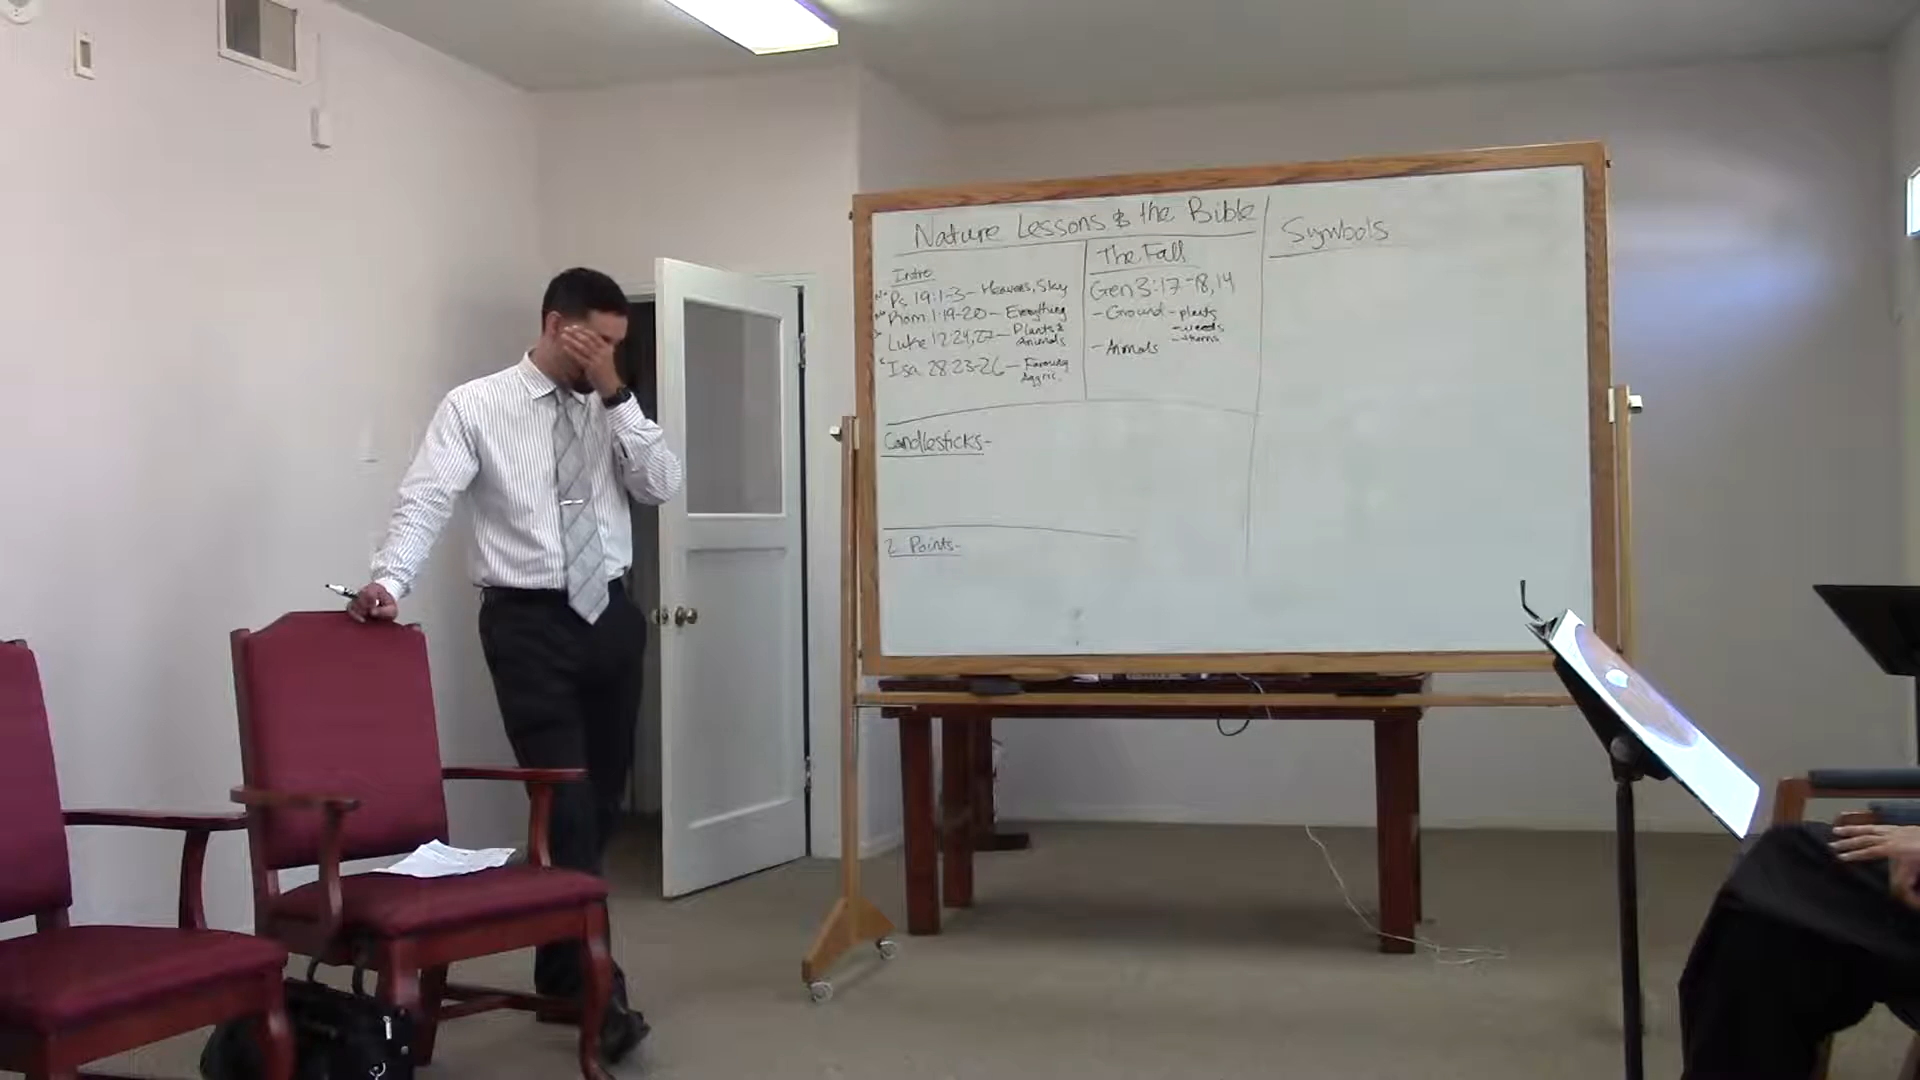 Nature Lessons & the Bible
Intro
Ps 19:1-3 - Heavens, Sky
Rom 1:19-20 - Everything
Luke 12:24,27 - Plants &
Animals
Isa 28:23-26 - Farming
Aggric.
The Fall
Gen 3:17-18,14
- Ground - plants
- weeds
- thorns
- Animals
Candlesticks-
2 Points-
Symbols